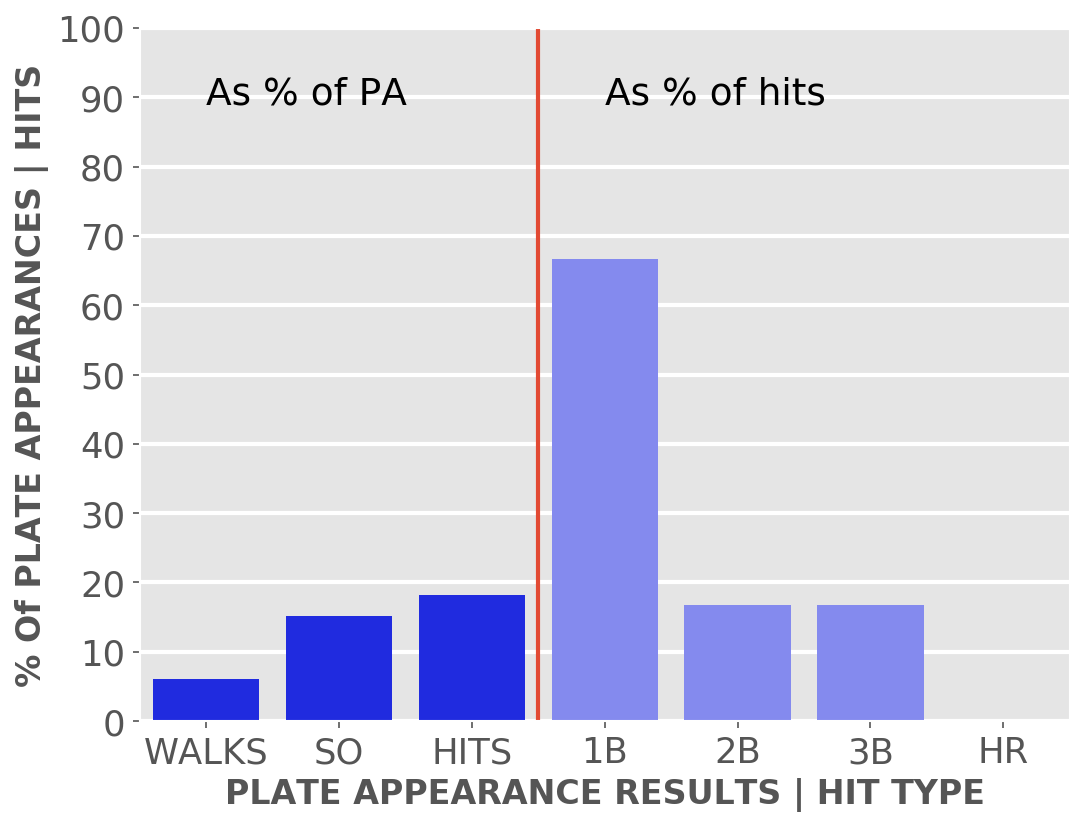 As % of PA
As % of hits
% Of PLATE APPEARANCES | HITS
100
90
80
70
60
50
40
30
20
10
0
WALKS SO HITS 1B 2B 3B HR
PLATE APPEARANCE RESULTS | HIT TYPE